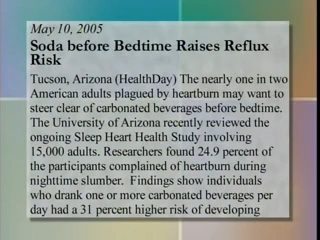 May 10, 2005
Soda before Bedtime Raises Reflux
Risk
Tucson, Arizona (HealthDay) The nearly one in two
American adults plagued by heartburn may want to
steer clear of carbonated beverages before bedtime.
The University of Arizona recently reviewed the
ongoing Sleep Heart Health Study involving
15,000 adults. Researchers found 24.9 percent of
the participants complained of heartburn during
nighttime slumber.  Findings show individuals
who drank one or more carbonated beverages per
day had a 31 percent higher risk of developing